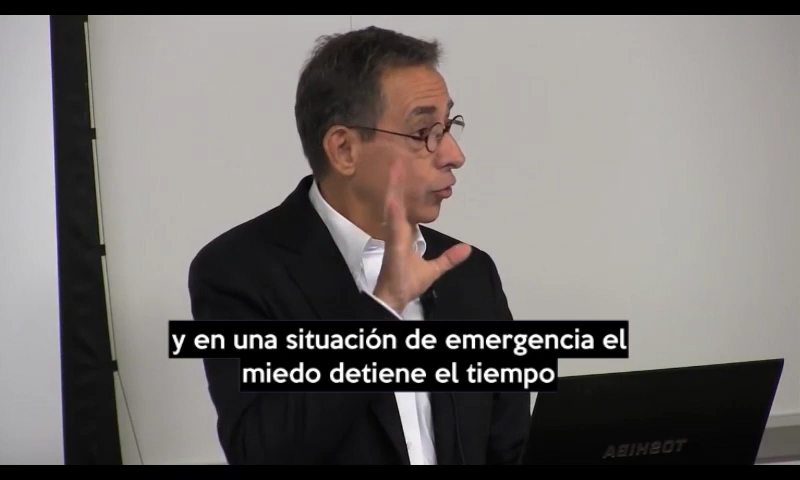 y en una situación de emergencia el
miedo detiene el tiempo
TOSHIBA